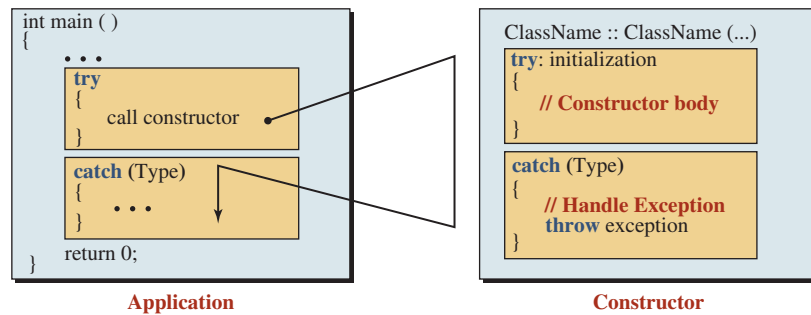 int main ( )
{
• • •
try
{
call constructor
}
catch (Type)
{
• • •
}
return 0;
}
Application
ClassName :: ClassName (...)
try: initialization
{
// Constructor body
}
catch (Type)
{
// Handle Exception
throw exception
}
Constructor